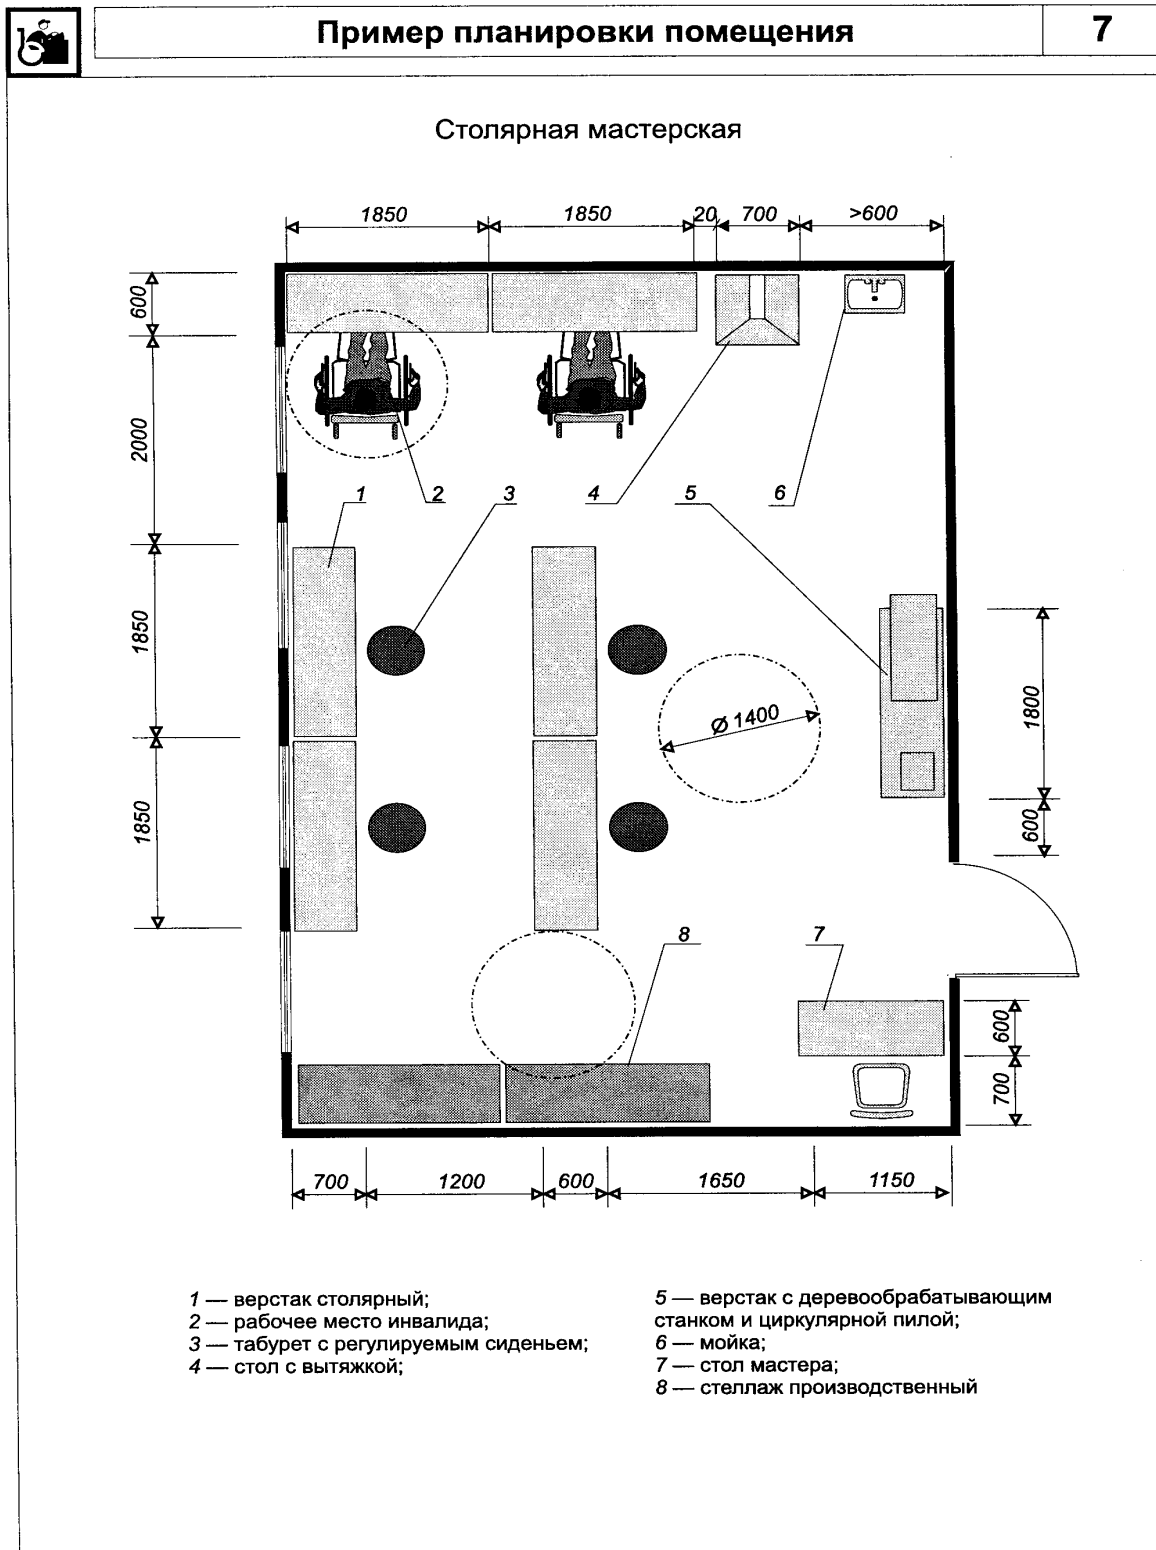 Пример планировки помещения
7
Столярная мастерская
1850
1850
20
700
>600
600
2000
1850
1850
1
2
3
4
5
6
Ø 1400
1800
600
8
7
600
700
700
1200
600
1650
1150
1 — верстак столярный;
2 — рабочее место инвалида;
3 — табурет с регулируемым сиденьем;
4 — стол с вытяжкой;
5 — верстак с деревообрабатывающим
станком и циркулярной пилой;
6 — мойка;
7 — стол мастера;
8 — стеллаж производственный